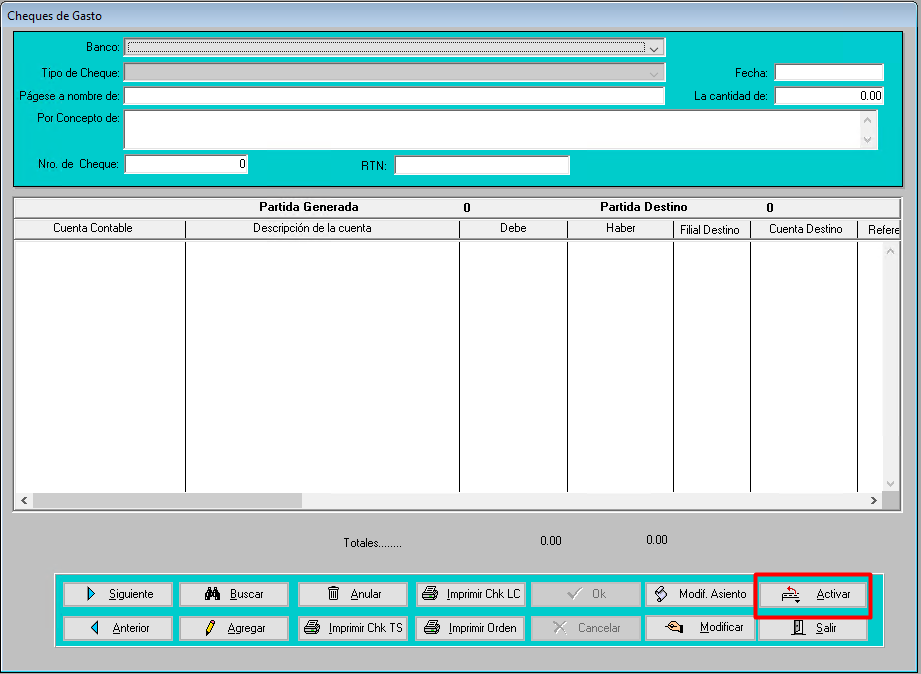 Cheques de Gasto
Banco:
Tipo de Cheque:
Fecha:
Págese a nombre de:
La cantidad de: 0.00
Por Concepto de:
Nro. de Cheque: 0
RTN:
Partida Generada 0 Partida Destino 0
Cuenta Contable Descripción de la cuenta Debe Haber Filial Destino Cuenta Destino Refere
Totales........ 0.00 0.00
Siguiente Buscar Anular Imprimir Chk LC Ok Modif. Asiento Activar
Anterior Agregar Imprimir Chk TS Imprimir Orden Cancelar Modificar Salir